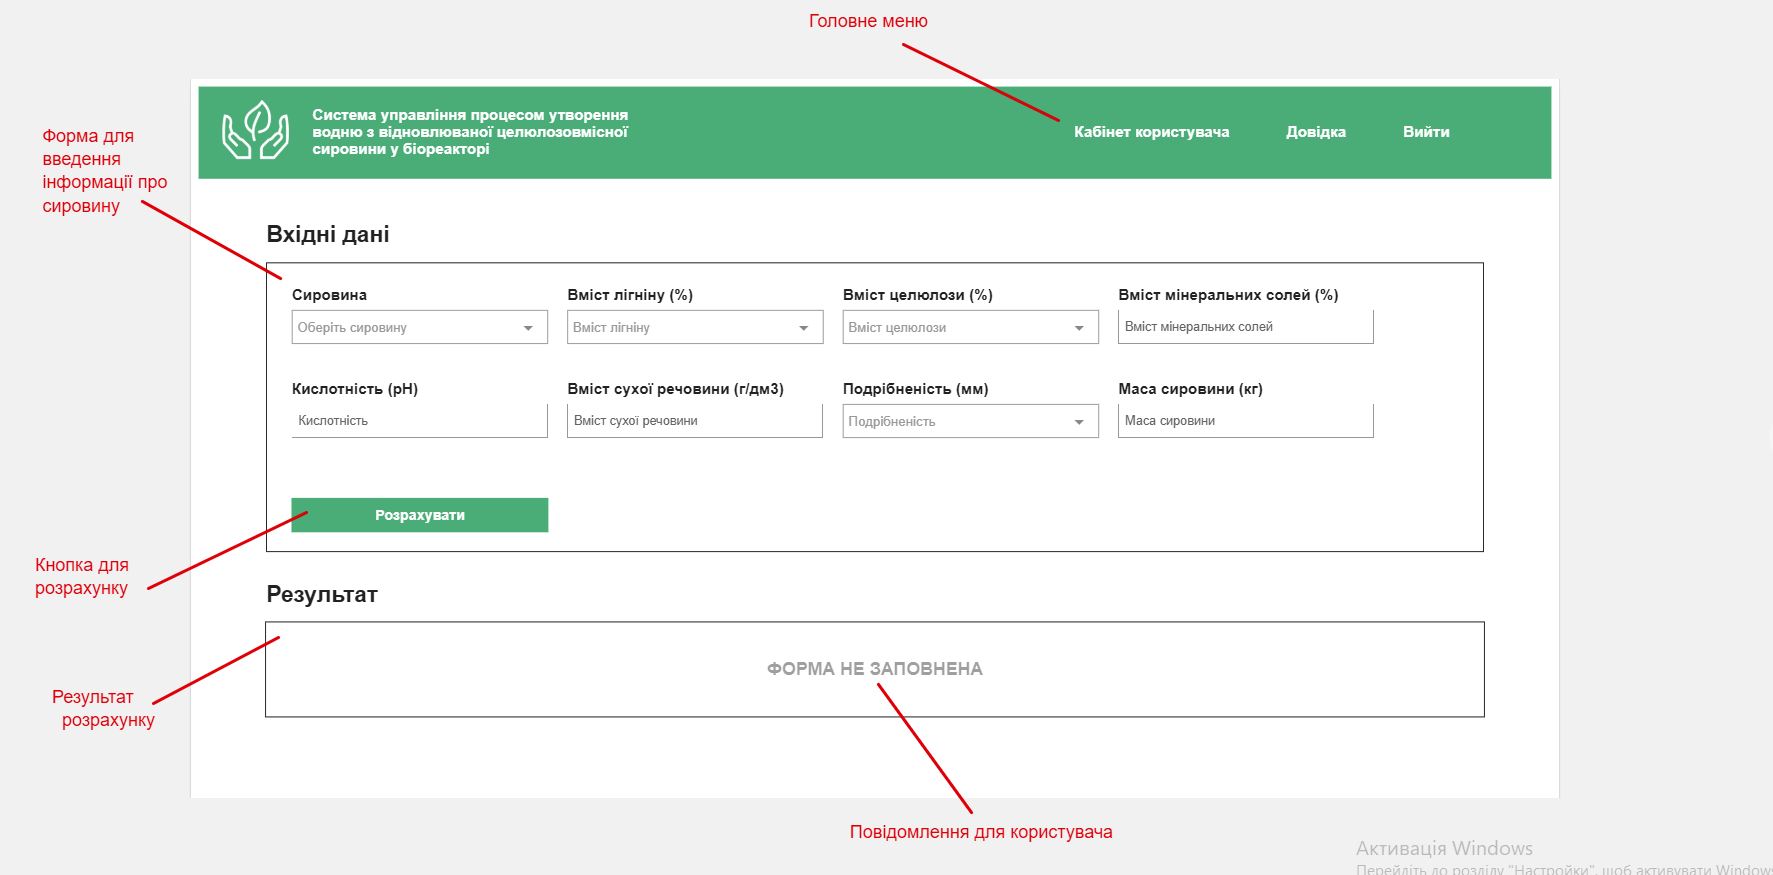 Головне меню
Система управління процесом утворення
водню з відновлюваної целюлозовмісної
сировини у біореакторі
Кабінет користувача
Довідка
Вийти
Форма для
введення
інформації про
сировину
Вхідні дані
Сировина
Вміст лігніну (%)
Вміст целюлози (%)
Вміст мінеральних солей (%)
Оберіть сировину
Вміст лігніну
Вміст целюлози
Вміст мінеральних солей
Кислотність (pH)
Вміст сухої речовини (г/дм3)
Подрібненість (мм)
Маса сировини (кг)
Кислотність
Вміст сухої речовини
Подрібненість
Маса сировини
Розрахувати
Кнопка для
розрахунку
Результат
ФОРМА НЕ ЗАПОВНЕНА
Результат
розрахунку
Повідомлення для користувача
Активація Windows
Перейдіть до розділу "Настройки", щоб активувати Windows